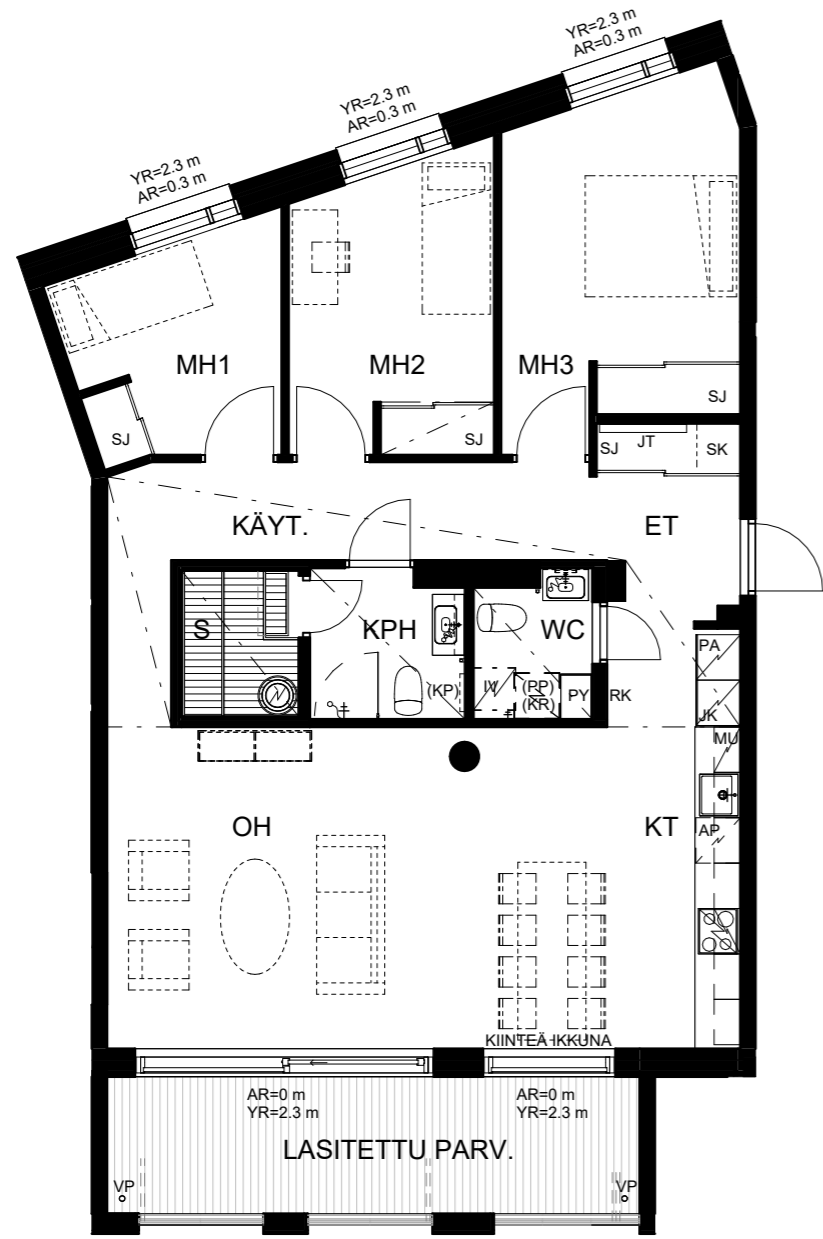 YR=2.3 m
AR=0.3 m
YR=2.3 m
AR=0.3 m
YR=2.3 m
AR=0.3 m
MH1
MH2
MH3
SJ
SJ
SJ
SJ
JT
SK
KÄYT.
ET
S
KPH
WC
(KP)
IV
(PP)
(KR)
PY
RK
PA
JK
MU
AP
OH
KT
KIINTEÄ IKKUNA
AR=0 m
YR=2.3 m
AR=0 m
YR=2.3 m
LASITETTU PARV.
VP
VP